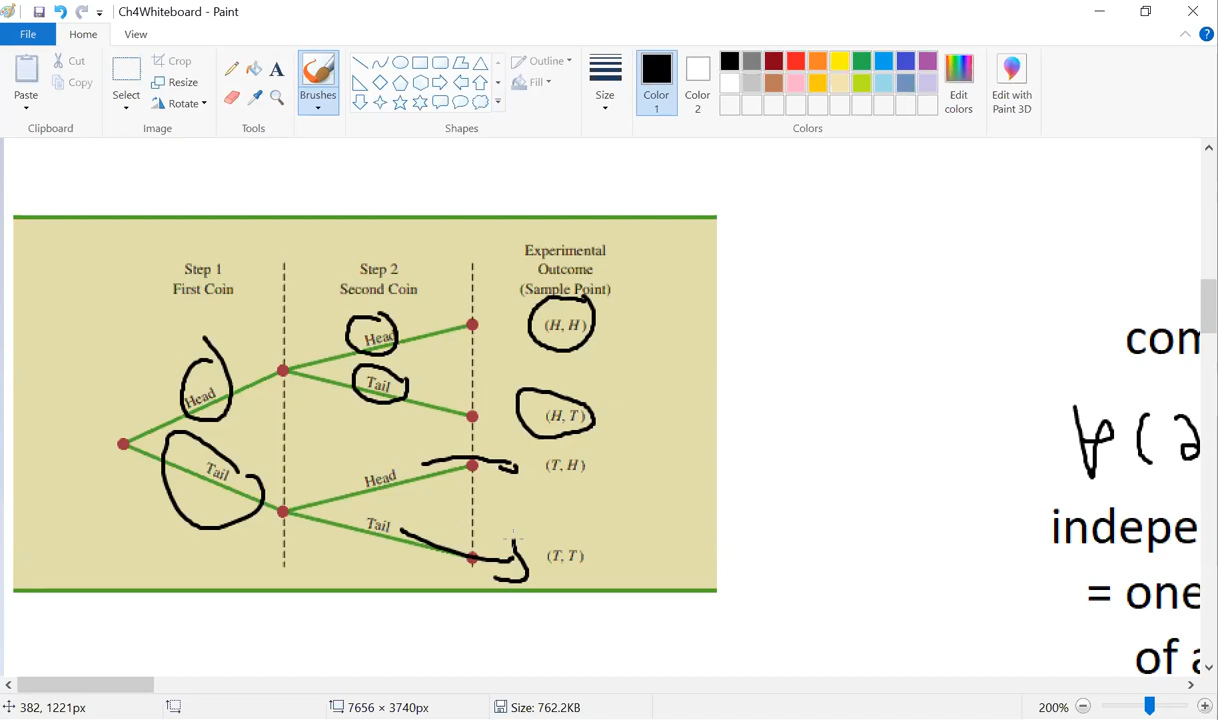 Ch4Whiteboard - Paint
File
Home
View
Paste
Cut
Copy
Clipboard
Select
Crop
Resize
Rotate
Image
A
Tools
Brushes
Shapes
Outline
Fill
Size
Color
1
Color
2
Edit
colors
Colors
Edit with
Paint 3D
?
Step 1
First Coin
Step 2
Second Coin
Experimental
Outcome
(Sample Point)
Head
Tail
Head
Tail
Head
Tail
(H, H)
(H, T)
(T, H)
(T, T)
com
indepe
= one
of a
382, 1221px
7656 × 3740px
Size: 762.2KB
200%